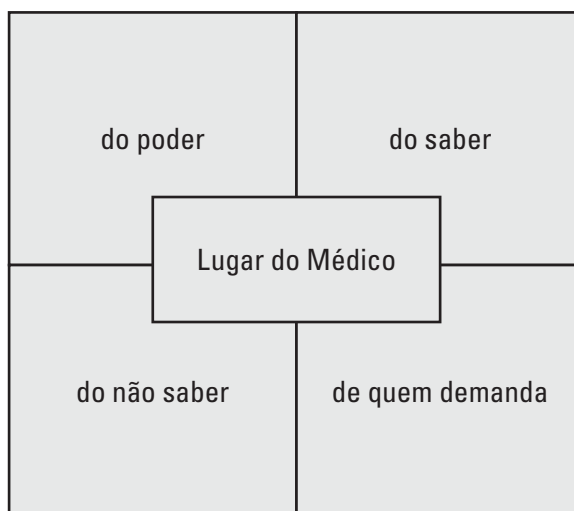 do poder
do saber
Lugar do Médico
do não saber
de quem demanda